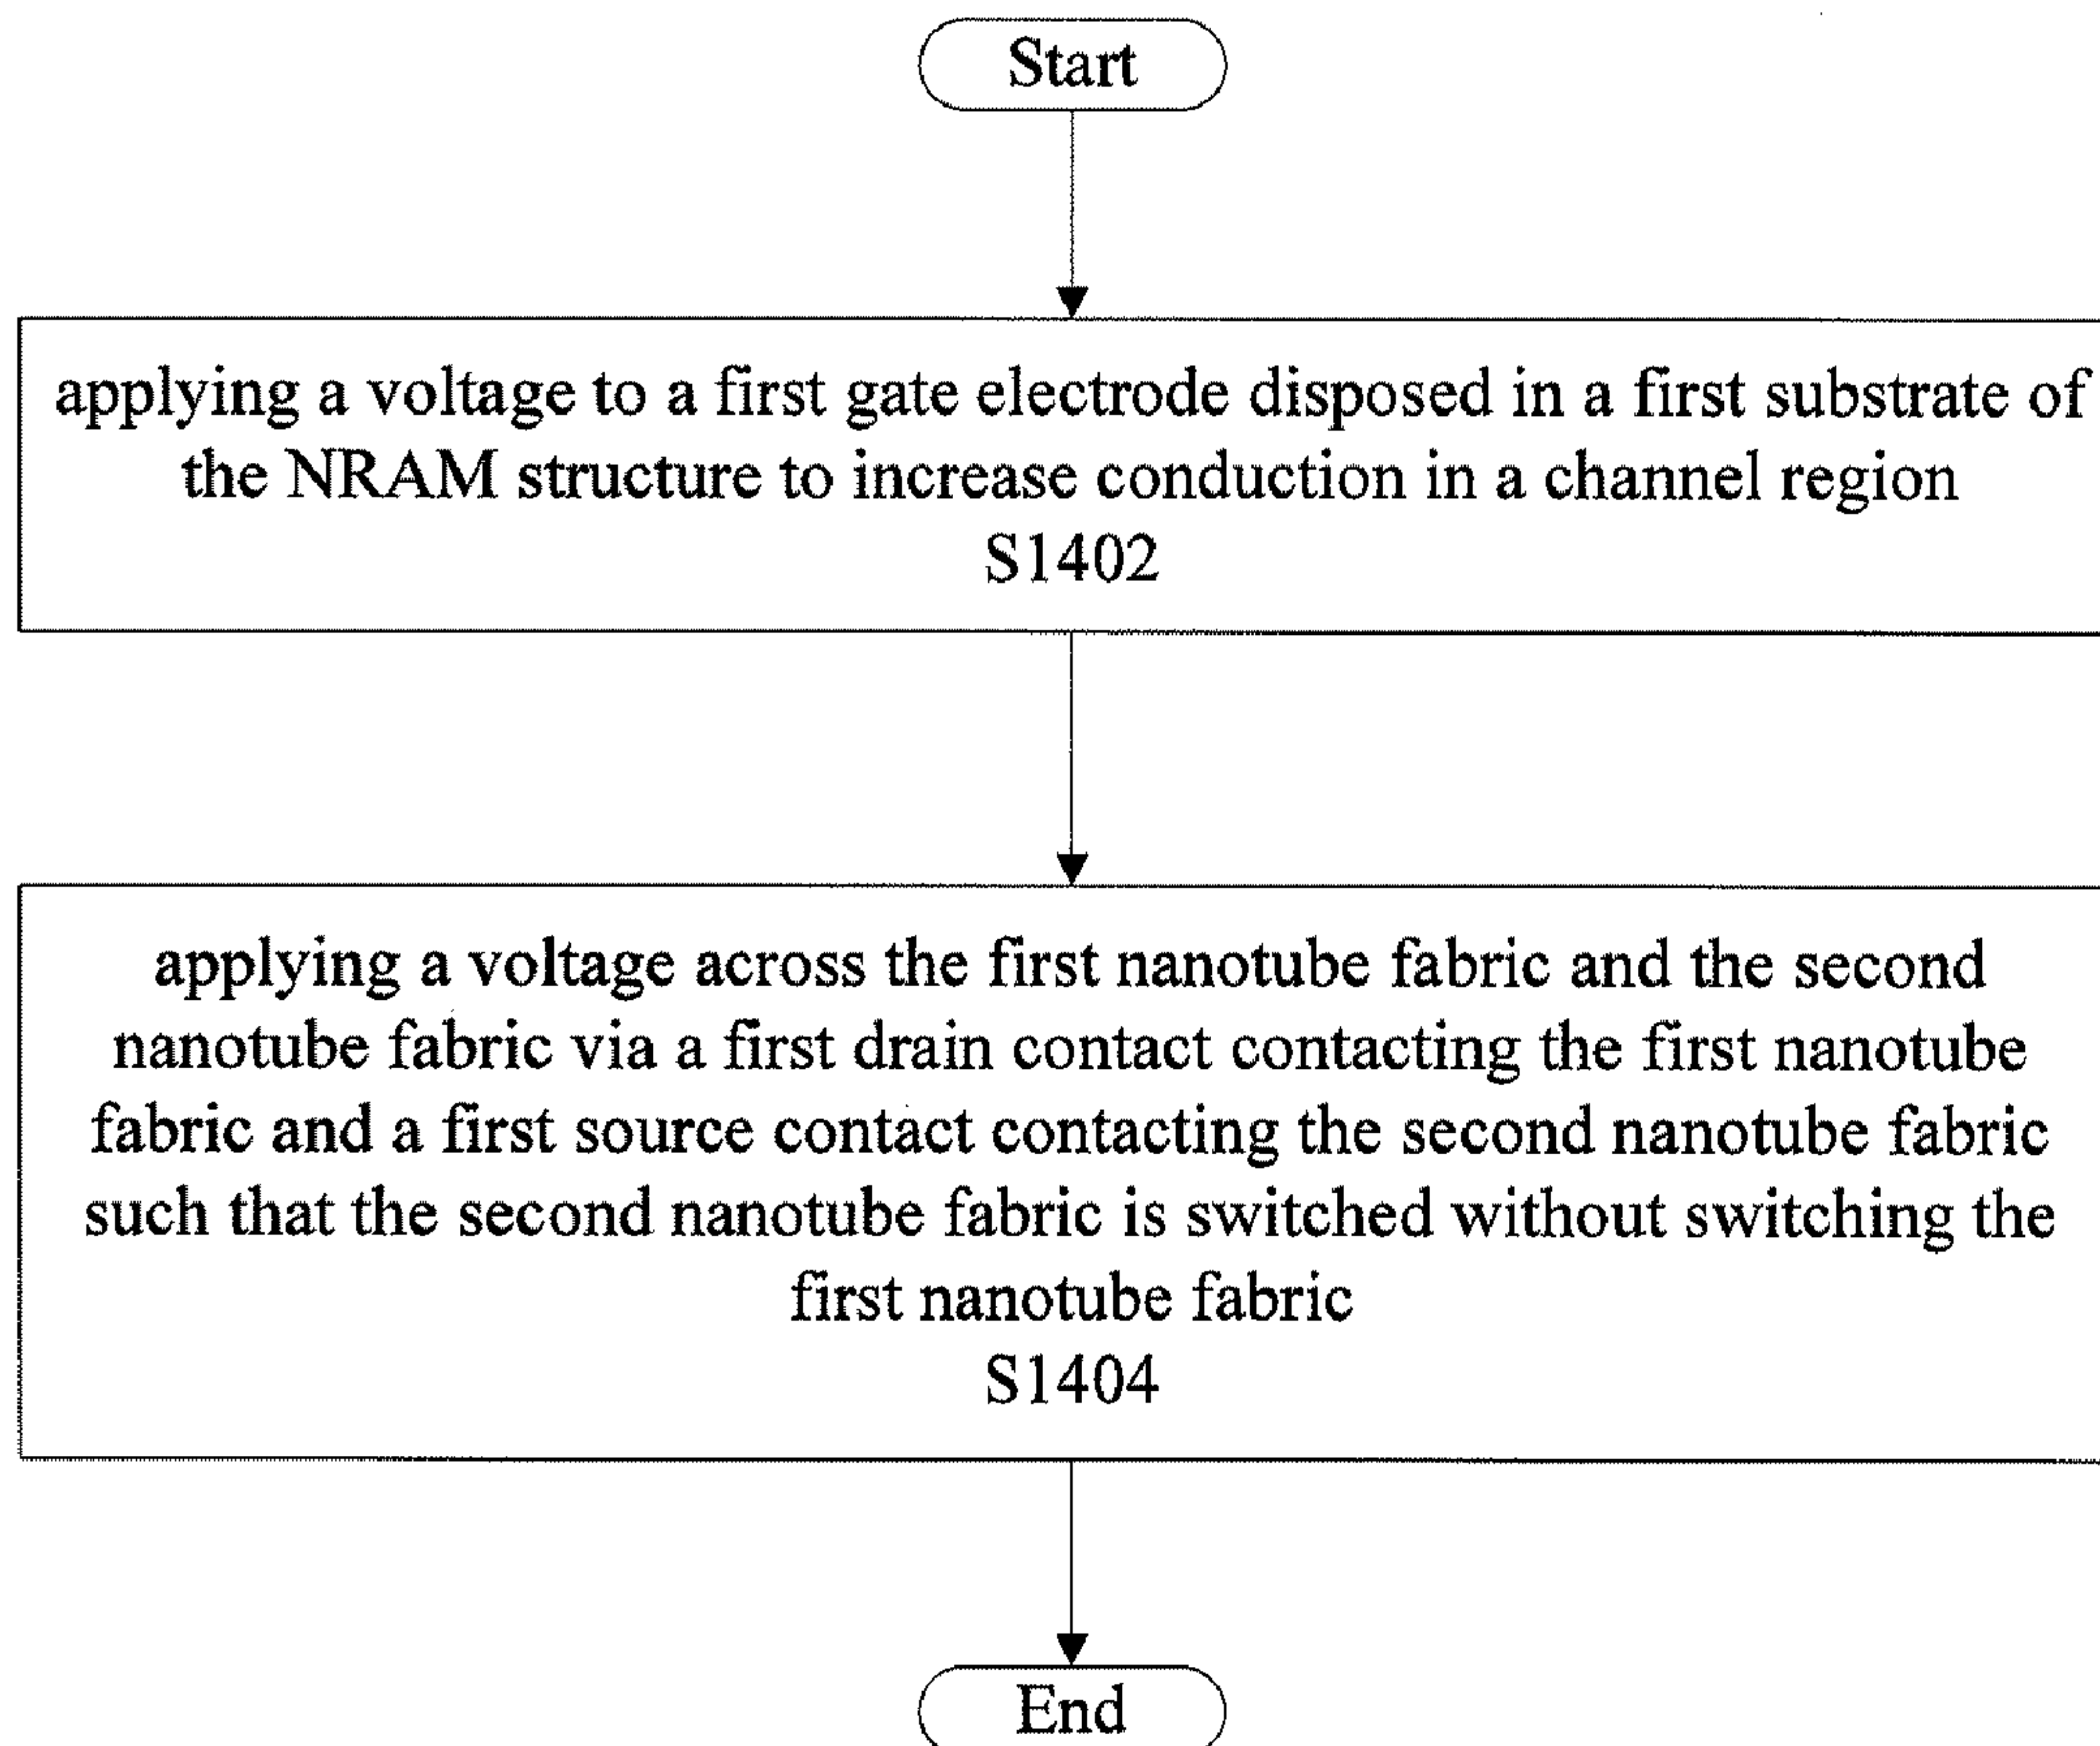 Start
applying a voltage to a first gate electrode disposed in a first substrate of
the NRAM structure to increase conduction in a channel region
S1402
applying a voltage across the first nanotube fabric and the second
nanotube fabric via a first drain contact contacting the first nanotube
fabric and a first source contact contacting the second nanotube fabric
such that the second nanotube fabric is switched without switching the
first nanotube fabric
S1404
End